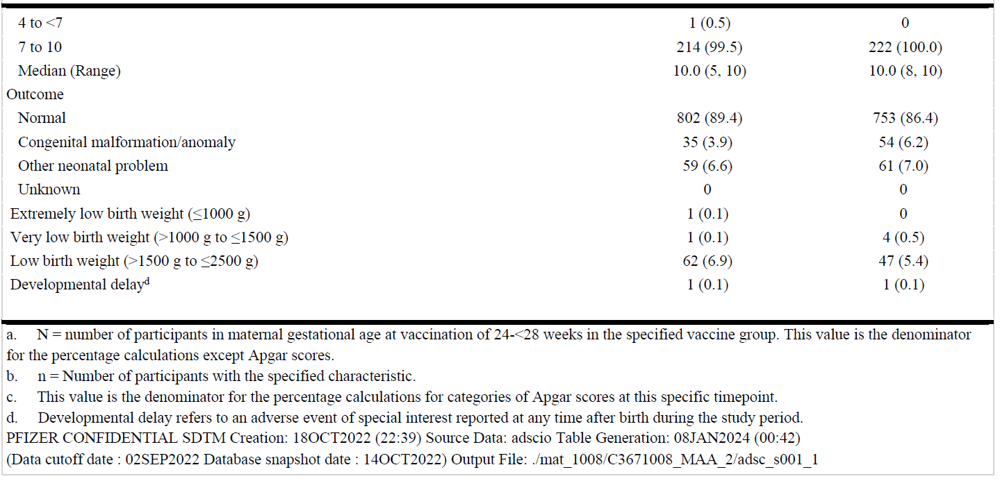 4 to <7 1 (0.5) 0
7 to 10 214 (99.5) 222 (100.0)
Median (Range) 10.0 (5, 10) 10.0 (8, 10)
Outcome
Normal 802 (89.4) 753 (86.4)
Congenital malformation/anomaly 35 (3.9) 54 (6.2)
Other neonatal problem 59 (6.6) 61 (7.0)
Unknown 0 0
Extremely low birth weight (≤1000 g) 1 (0.1) 0
Very low birth weight (>1000 g to ≤1500 g) 1 (0.1) 4 (0.5)
Low birth weight (>1500 g to ≤2500 g) 62 (6.9) 47 (5.4)
Developmental delayᵈ 1 (0.1) 1 (0.1)
a. N = number of participants in maternal gestational age at vaccination of 24-<28 weeks in the specified vaccine group. This value is the denominator
for the percentage calculations except Apgar scores.
b. n = Number of participants with the specified characteristic.
c. This value is the denominator for the percentage calculations for categories of Apgar scores at this specific timepoint.
d. Developmental delay refers to an adverse event of special interest reported at any time after birth during the study period.
PFIZER CONFIDENTIAL SDTM Creation: 18OCT2022 (22:39) Source Data: adscio Table Generation: 08JAN2024 (00:42)
(Data cutoff date : 02SEP2022 Database snapshot date : 14OCT2022) Output File: ./mat_1008/C3671008_MAA_2/adsc_s001_1